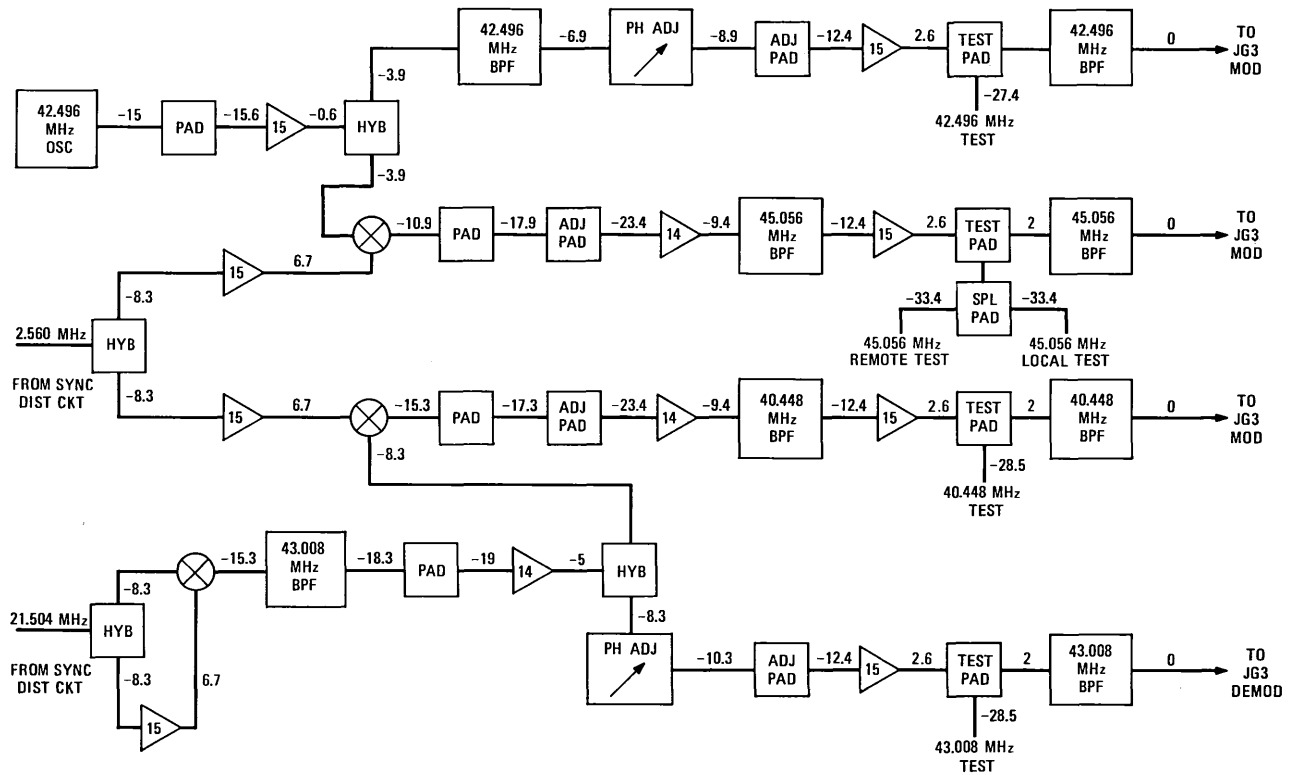 42.496
MHz
OSC
-15
PAD
-15.6
15
-0.6
HYB
-3.9
-3.9
42.496
MHz
BPF
-6.9
PH ADJ
-8.9
ADJ
PAD
-12.4
15
2.6
TEST
PAD
-27.4
42.496 MHz
TEST
42.496
MHz
BPF
0
TO
JG3
MOD
2.560 MHz
FROM SYNC
DIST CKT
HYB
-8.3
15
6.7
-10.9
PAD
-17.9
ADJ
PAD
-23.4
14
-9.4
45.056
MHz
BPF
-12.4
15
2.6
TEST
PAD
2
45.056
MHz
BPF
0
TO
JG3
MOD
SPL
PAD
-33.4
-33.4
45.056 MHz
REMOTE TEST
45.056 MHz
LOCAL TEST
-8.3
15
6.7
-8.3
-15.3
PAD
-17.3
ADJ
PAD
-23.4
14
-9.4
40.448
MHz
BPF
-12.4
15
2.6
TEST
PAD
2
-28.5
40.448 MHz
TEST
40.448
MHz
BPF
0
TO
JG3
MOD
21.504 MHz
FROM SYNC
DIST CKT
HYB
-8.3
-8.3
15
6.7
-15.3
43.008
MHz
BPF
-18.3
PAD
-19
14
-5
HYB
-8.3
PH ADJ
-10.3
ADJ
PAD
-12.4
15
2.6
TEST
PAD
2
-28.5
43.008 MHz
TEST
43.008
MHz
BPF
0
TO
JG3
DEMOD